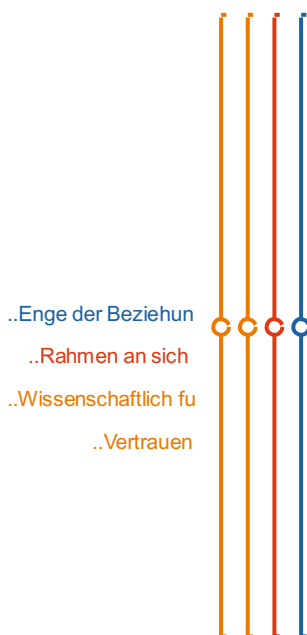 ..Enge der Beziehun
..Rahmen an sich
..Wissenschaftlich fu
..Vertrauen